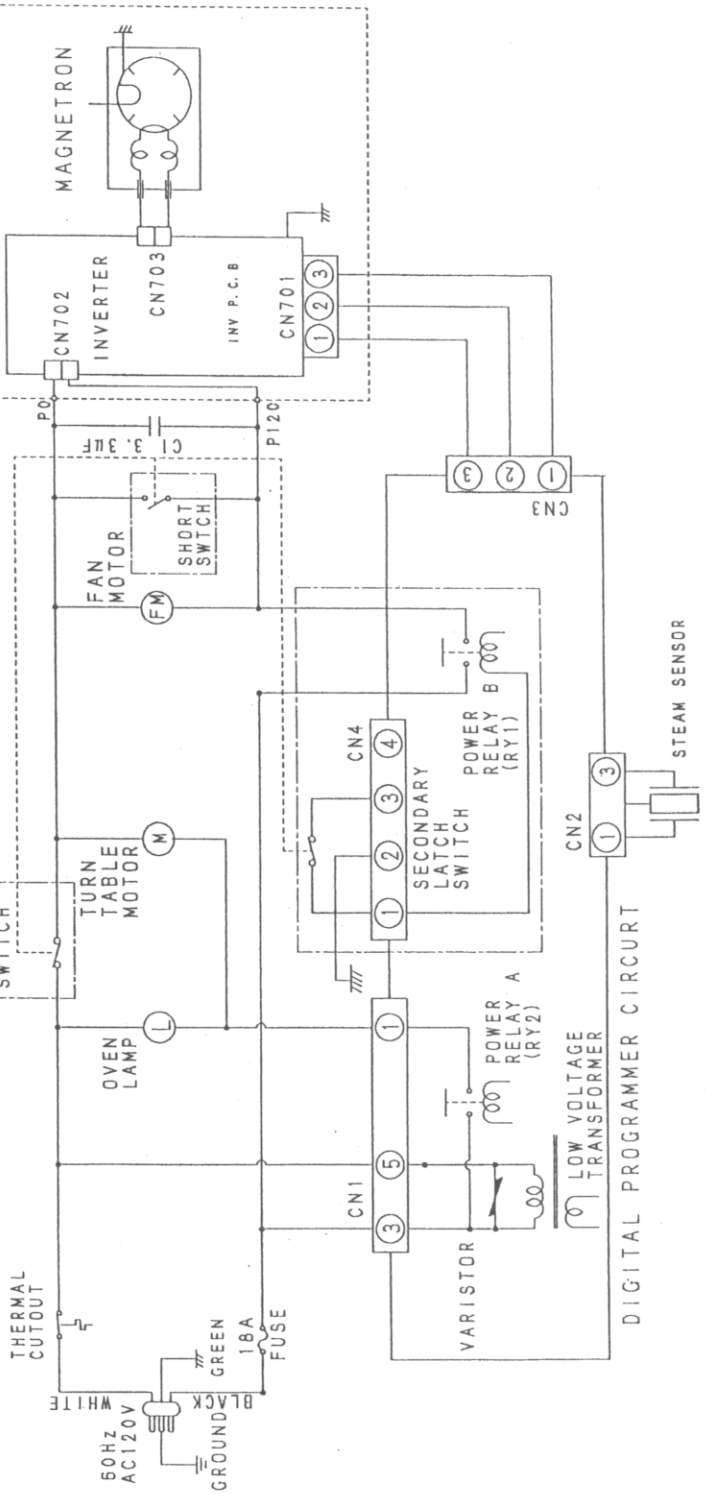 MAGNETRON
CN702
INVERTER
CN703
INV P.C.B
CN701
1
2
3
P0
P120
C1 3.3μF
SHORT
SWTCH
FAN
MOTOR
FM
3
2
1
CN3
TURN
TABLE
MOTOR
M
SWITCH
CN4
1
2
3
4
SECONDARY
LATCH
SWITCH
POWER
RELAY B
(RY1)
CN2
1
3
STEAM SENSOR
OVEN
LAMP
L
CN1
3
5
1
POWER
RELAY A
(RY2)
VARISTOR
LOW VOLTAGE
TRANSFORMER
DIGITAL PROGRAMMER CIRCURT
THERMAL
CUTOUT
WHITE
60Hz
AC120V
BLACK
GROUND
GREEN
18A
FUSE